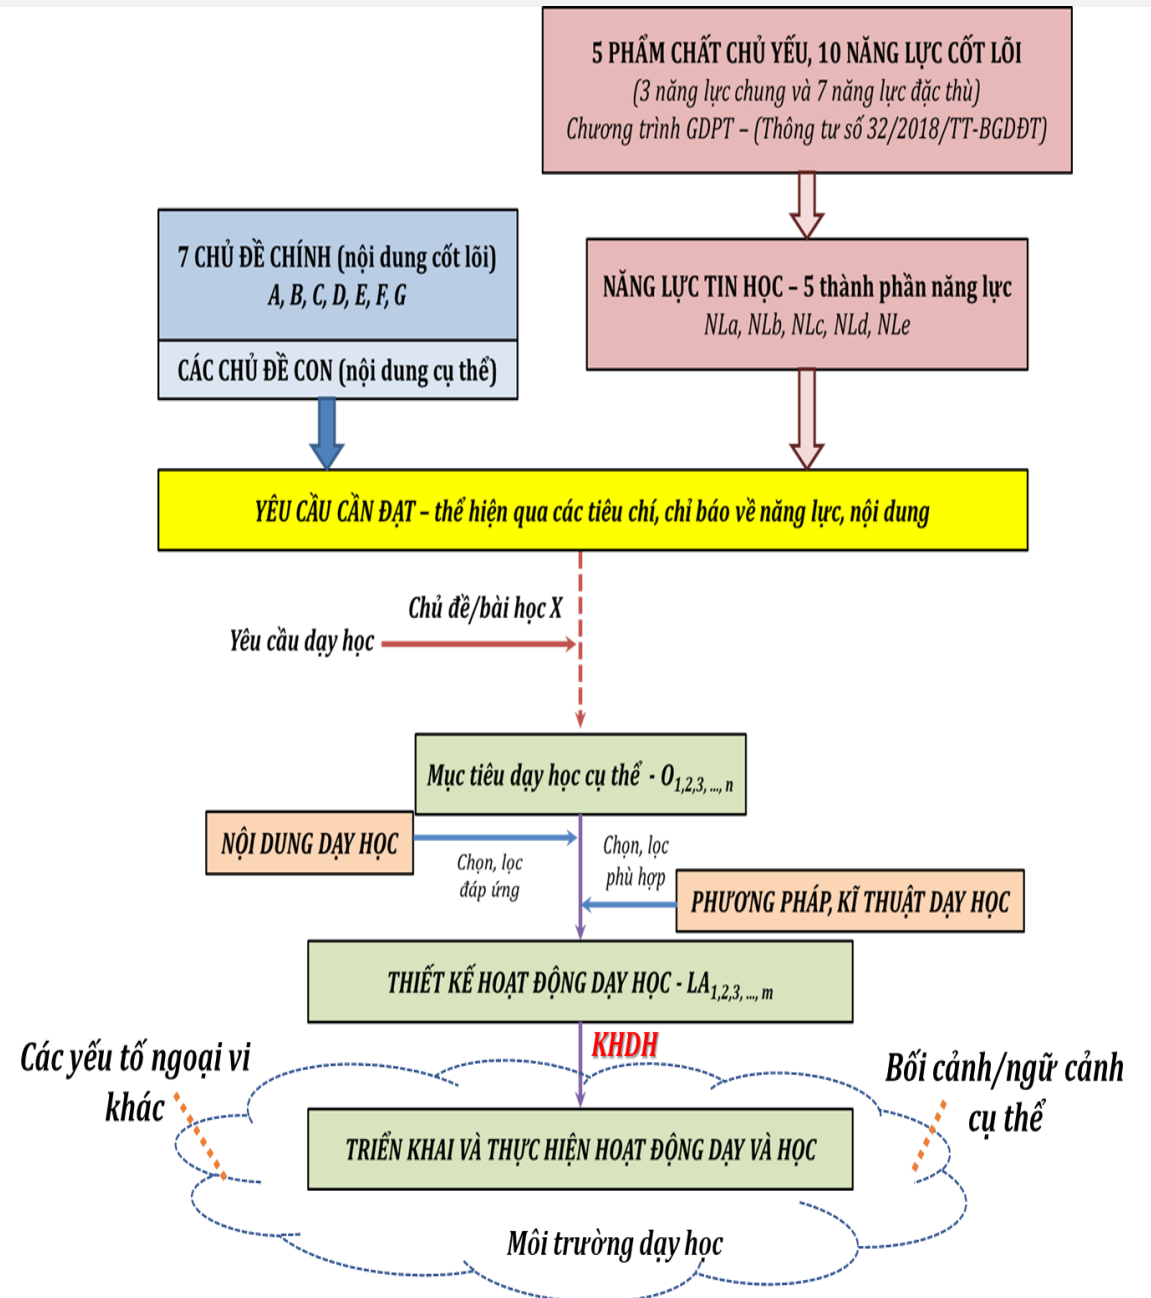 5 PHẨM CHẤT CHỦ YẾU, 10 NĂNG LỰC CỐT LÕI
(3 năng lực chung và 7 năng lực đặc thù)
Chương trình GDPT – (Thông tư số 32/2018/TT-BGDĐT)
7 CHỦ ĐỀ CHÍNH (nội dung cốt lõi)
A, B, C, D, E, F, G
CÁC CHỦ ĐỀ CON (nội dung cụ thể)
NĂNG LỰC TIN HỌC – 5 thành phần năng lực
NLa, NLb, NLc, NLd, NLe
YÊU CẦU CẦN ĐẠT – thể hiện qua các tiêu chí, chỉ báo về năng lực, nội dung
Chủ đề/bài học X
Yêu cầu dạy học
Mục tiêu dạy học cụ thể - O1,2,3, ..., n
NỘI DUNG DẠY HỌC
Chọn, lọc
đáp ứng
Chọn, lọc
phù hợp
PHƯƠNG PHÁP, KĨ THUẬT DẠY HỌC
THIẾT KẾ HOẠT ĐỘNG DẠY HỌC - LA1,2,3, ..., m
KHDH
Các yếu tố ngoại vi
khác
Bối cảnh/ngữ cảnh
cụ thể
TRIỂN KHAI VÀ THỰC HIỆN HOẠT ĐỘNG DẠY VÀ HỌC
Môi trường dạy học